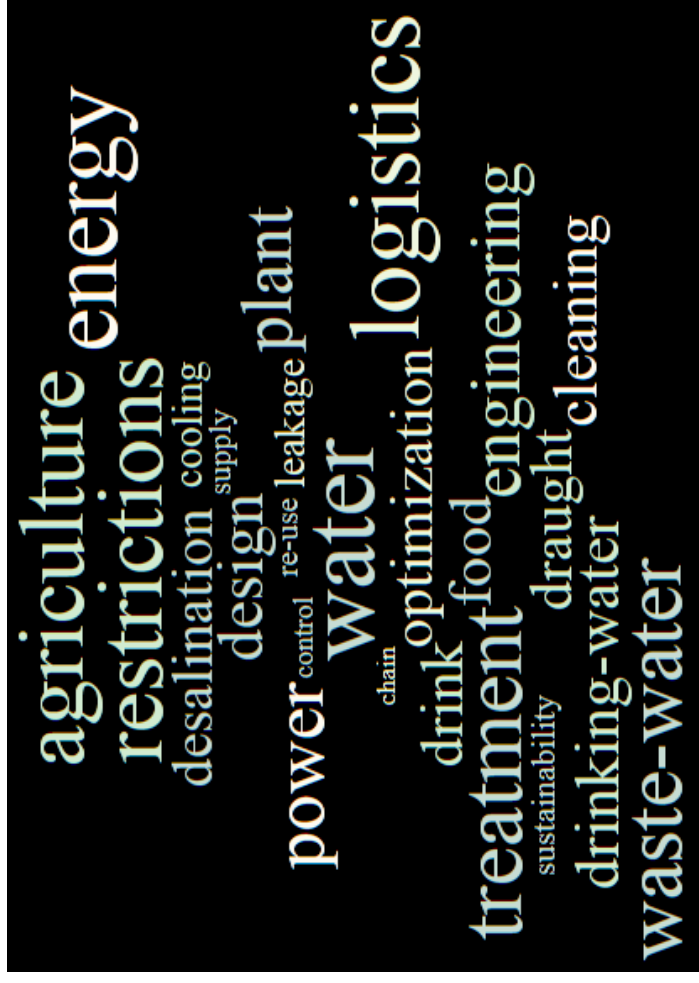 agriculture
energy
restrictions
desalination
cooling
supply
design
plant
re-use
leakage
power
control
water
logistics
chain
optimization
drink
food
engineering
treatment
sustainability
draught
cleaning
drinking-water
waste-water